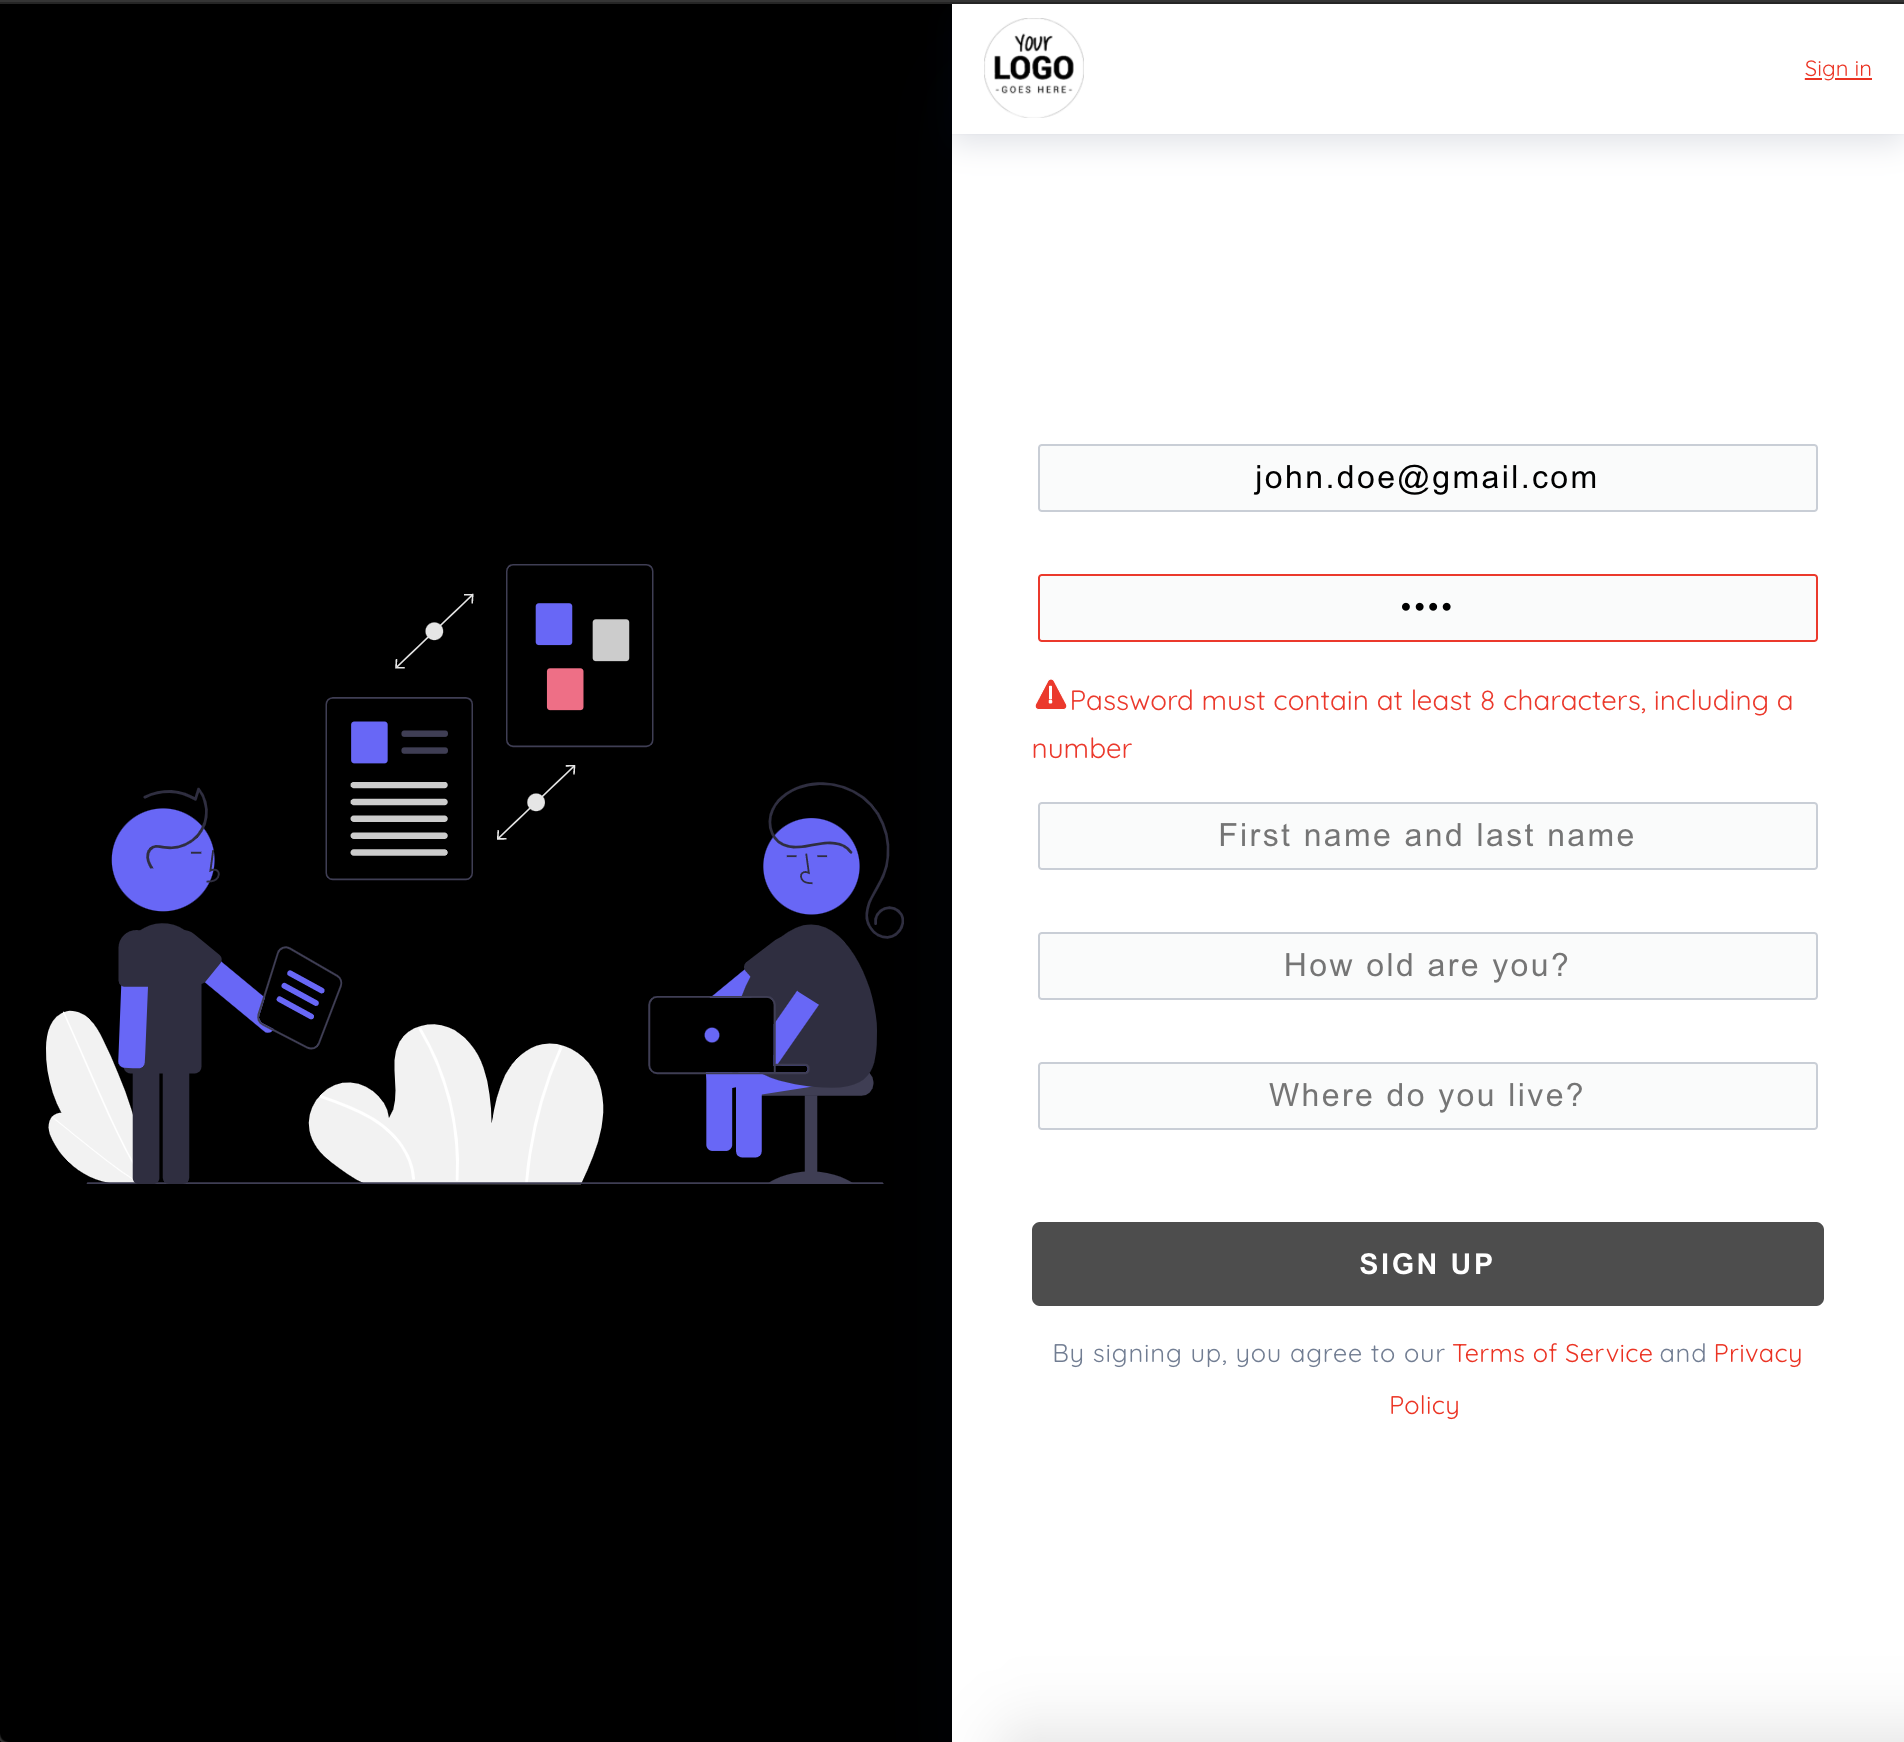 Your
LOGO
-GOES HERE-
Sign in
john.doe@gmail.com
••••
Password must contain at least 8 characters, including a
number
First name and last name
How old are you?
Where do you live?
SIGN UP
By signing up, you agree to our Terms of Service and Privacy
Policy